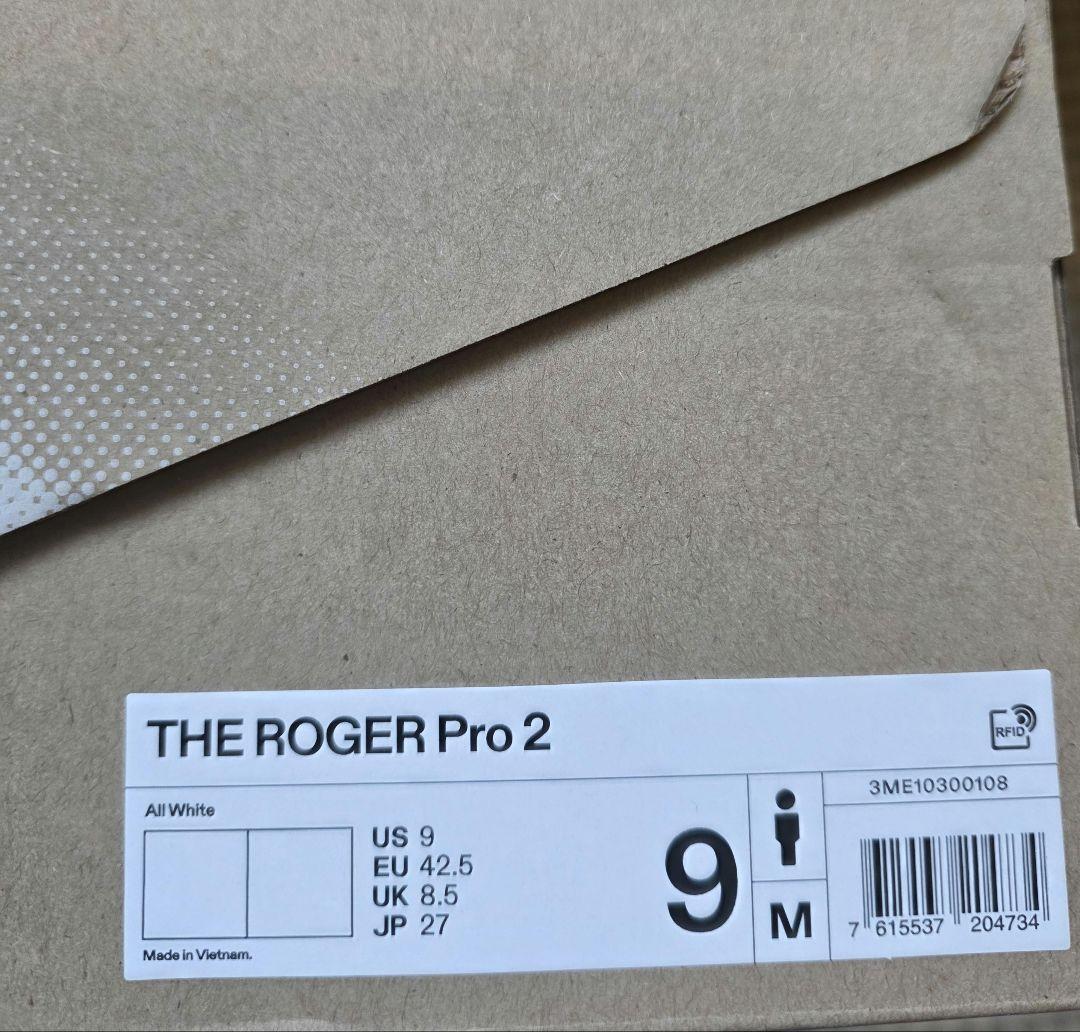 THE ROGER Pro 2
RFID
All White
US 9
EU 42.5
UK 8.5
JP 27
Made in Vietnam.
9
M
3ME10300108
7 615537 204734